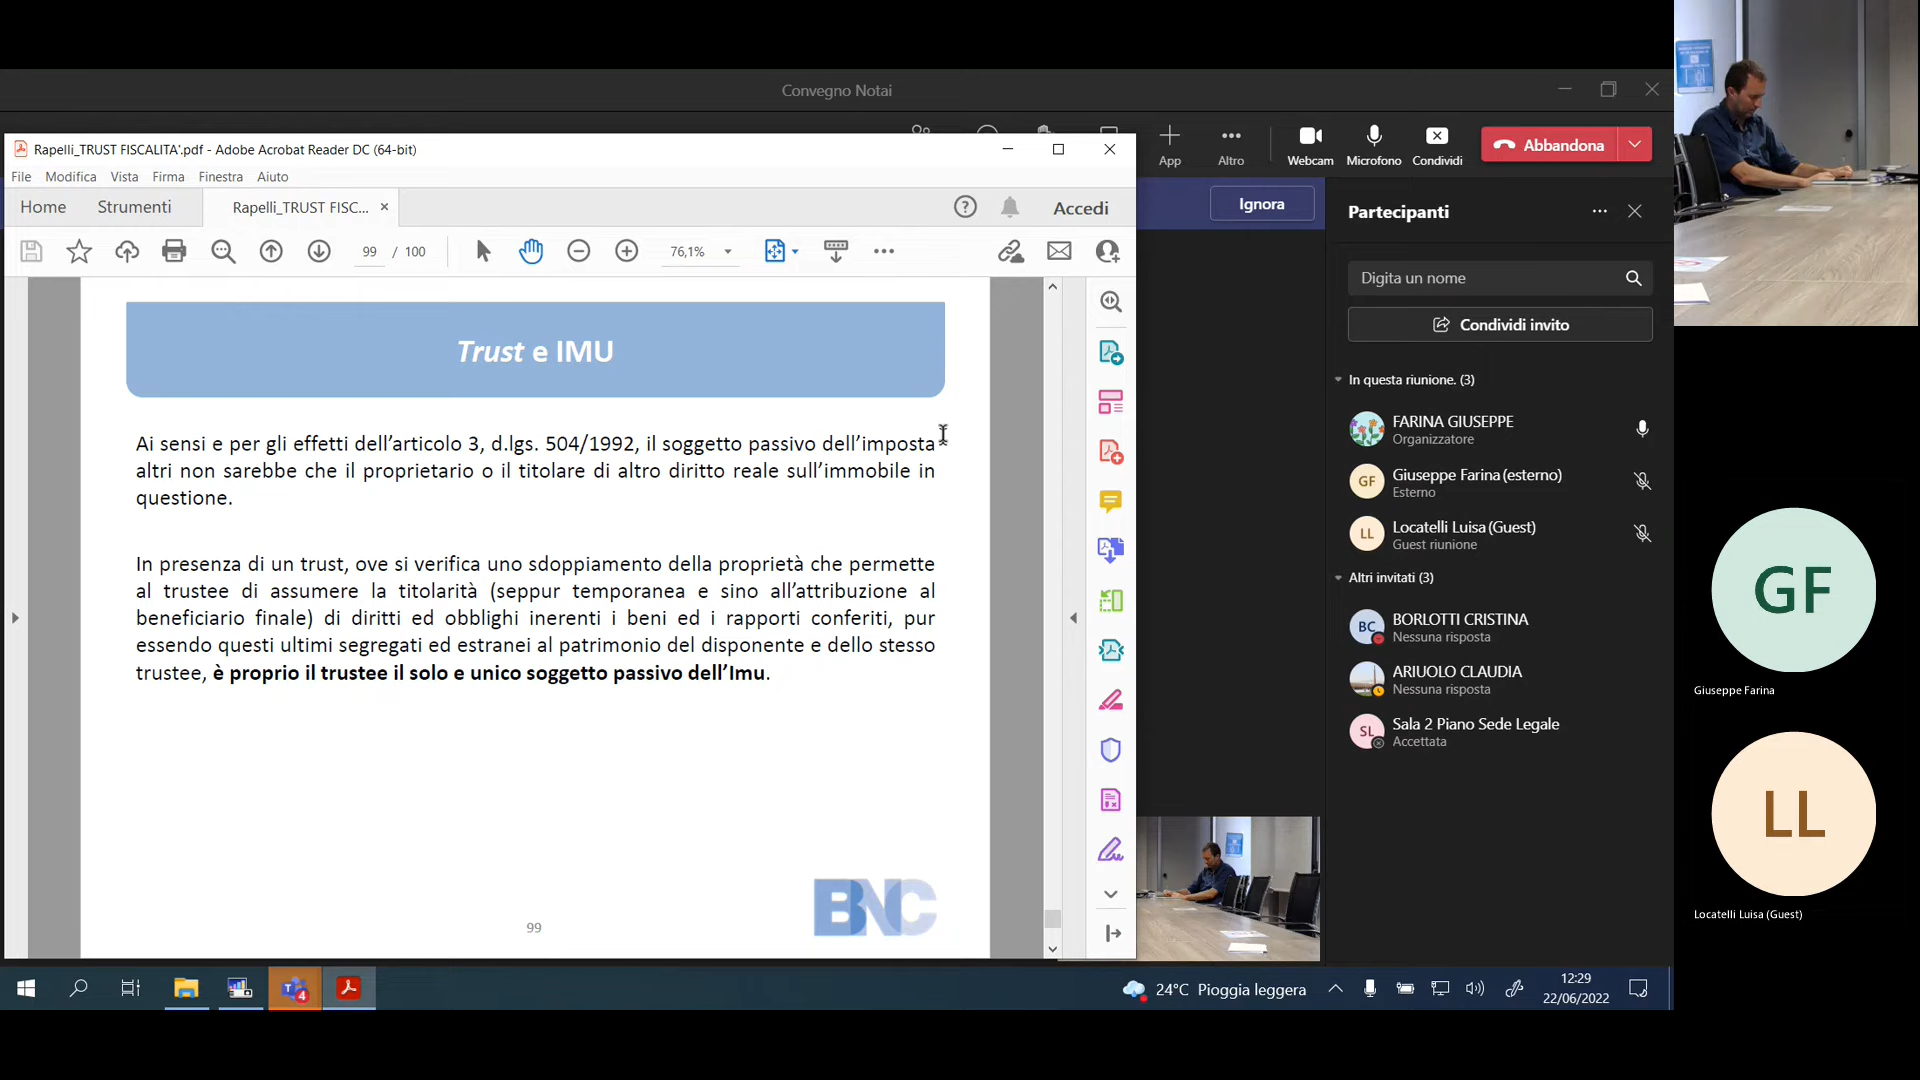 Convegno Notai
App
Altro
Webcam
Microfono
Condividi
Abbandona
Rapelli_TRUST FISCALITA'.pdf - Adobe Acrobat Reader DC (64-bit)
File Modifica Vista Firma Finestra Aiuto
Home Strumenti Rapelli_TRUST FISC... Accedi
99 / 100 76,1%
Ignora
Trust e IMU
Ai sensi e per gli effetti dell’articolo 3, d.lgs. 504/1992, il soggetto passivo dell’imposta
altri non sarebbe che il proprietario o il titolare di altro diritto reale sull’immobile in
questione.
In presenza di un trust, ove si verifica uno sdoppiamento della proprietà che permette
al trustee di assumere la titolarità (seppur temporanea e sino all’attribuzione al
beneficiario finale) di diritti ed obblighi inerenti i beni ed i rapporti conferiti, pur
essendo questi ultimi segregati ed estranei al patrimonio del disponente e dello stesso
trustee, è proprio il trustee il solo e unico soggetto passivo dell’Imu.
99
BNC
Partecipanti
Digita un nome
Condividi invito
In questa riunione. (3)
FARINA GIUSEPPE
Organizzatore
GF
Giuseppe Farina (esterno)
Esterno
LL
Locatelli Luisa (Guest)
Guest riunione
Altri invitati (3)
BC
BORLOTTI CRISTINA
Nessuna risposta
ARIUOLO CLAUDIA
Nessuna risposta
SL
Sala 2 Piano Sede Legale
Accettata
GF
Giuseppe Farina
LL
Locatelli Luisa (Guest)
4
24°C Pioggia leggera
12:29
22/06/2022